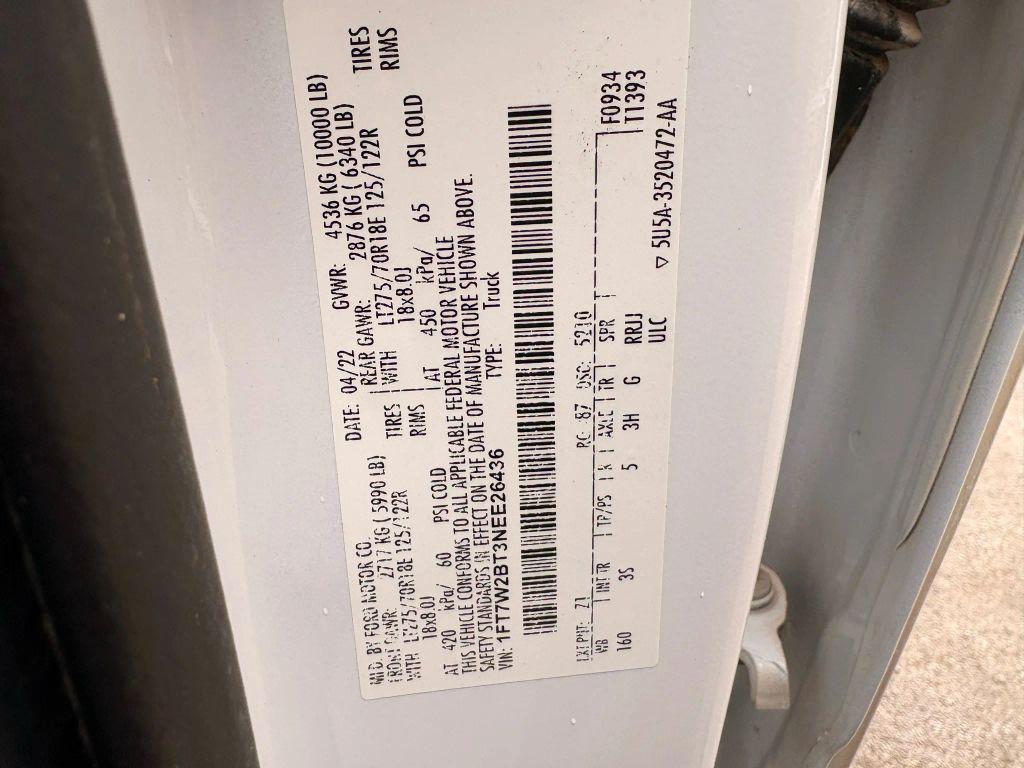 MFD. BY FORD MOTOR CO.
DATE: 04/22 GVWR: 4536 KG (10000 LB)
FRONT GAWR: 2717 KG ( 5990 LB) REAR GAWR: 2876 KG ( 6340 LB)
WITH LT275/70R18E 125/122R TIRES WITH LT275/70R18E 125/122R TIRES
18x8.0J RIMS 18x8.0J RIMS
AT 420 kPa/ 60 PSI COLD AT 450 kPa/ 65 PSI COLD
THIS VEHICLE CONFORMS TO ALL APPLICABLE FEDERAL MOTOR VEHICLE
SAFETY STANDARDS IN EFFECT ON THE DATE OF MANUFACTURE SHOWN ABOVE.
VIN: 1FT7W2BT3NEE26436 TYPE: Truck
EXT PNT: Z1 RC: 87 DSO: 5210 F0934
WB INT TR TP/PS R AXLE TR SPR T1393
160 3S 5 3H G RRJJ
ULC ▽ 5U5A-3520472-AA